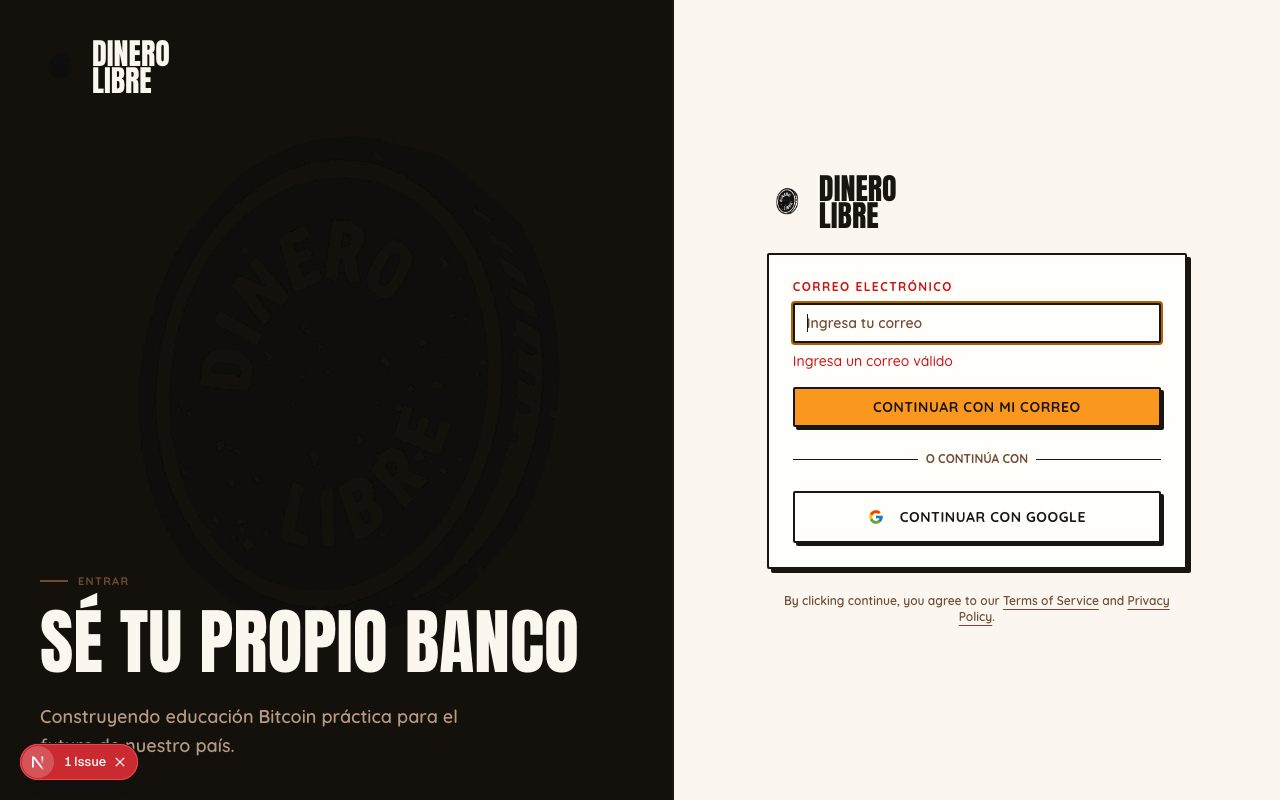 DINERO
LIBRE
DINERO
LIBRE
ENTRAR
SÉ TU PROPIO BANCO
Construyendo educación Bitcoin práctica para el
futuro de nuestro país.
1 Issue
DINERO
LIBRE
CORREO ELECTRÓNICO
Ingresa tu correo
Ingresa un correo válido
CONTINUAR CON MI CORREO
O CONTINÚA CON
CONTINUAR CON GOOGLE
By clicking continue, you agree to our Terms of Service and Privacy
Policy.